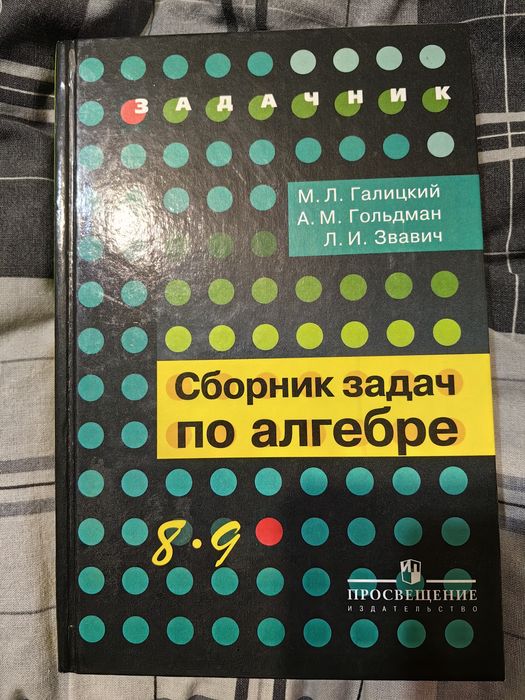 ЗАДАЧНИК
М. Л. Галицкий
А. М. Гольдман
Л. И. Звавич
Сборник задач
по алгебре
8•9
ПРОСВЕЩЕНИЕ
ИЗДАТЕЛЬСТВО